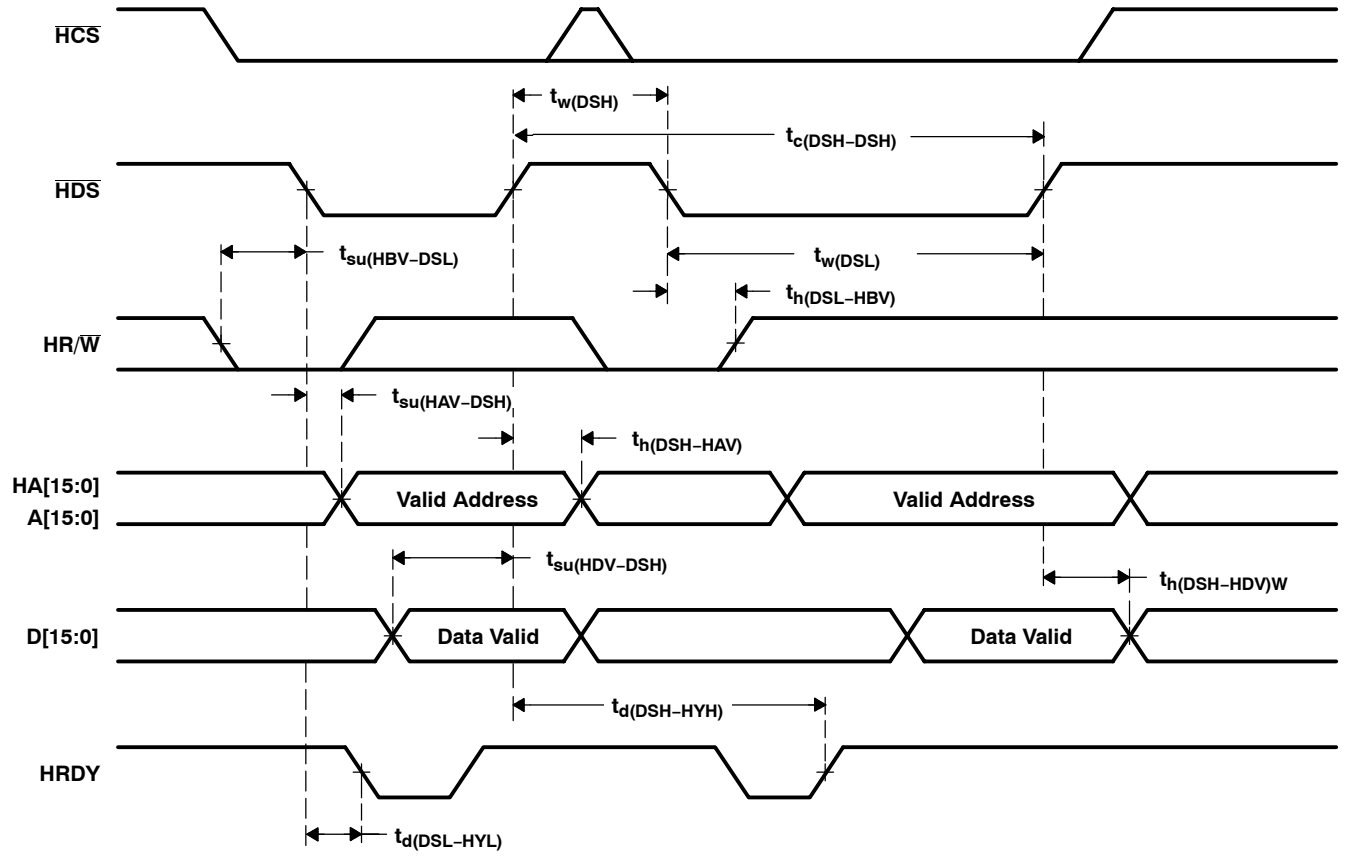 H̅C̅S̅
tw(DSH)
tc(DSH–DSH)
H̅D̅S̅
tsu(HBV–DSL)
tw(DSL)
th(DSL–HBV)
HR/W̅
tsu(HAV–DSH)
th(DSH–HAV)
HA[15:0]
A[15:0]
Valid Address
Valid Address
tsu(HDV–DSH)
th(DSH–HDV)W
D[15:0]
Data Valid
Data Valid
td(DSH–HYH)
HRDY
td(DSL–HYL)